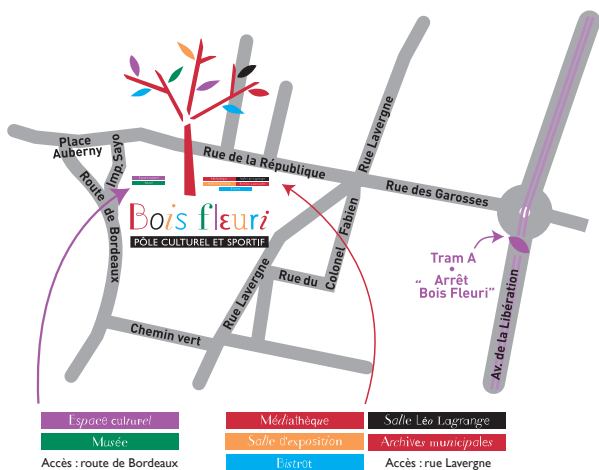 Place
Auberny
Imp. Sayo
Route de Bordeaux
Rue de la République
Rue Lavergne
Rue des Garosses
Bois fleuri
PÔLE CULTUREL ET SPORTIF
Rue du
Colonel Fabien
Rue Lavergne
Chemin vert
Tram A
•
Arrêt
"Bois Fleuri"
Av. de la Libération
Espace culturel
Musée
Accès : route de Bordeaux
Médiathèque
Salle Léo Lagrange
Salle d'exposition
Archives municipales
Bistrôt
Accès : rue Lavergne